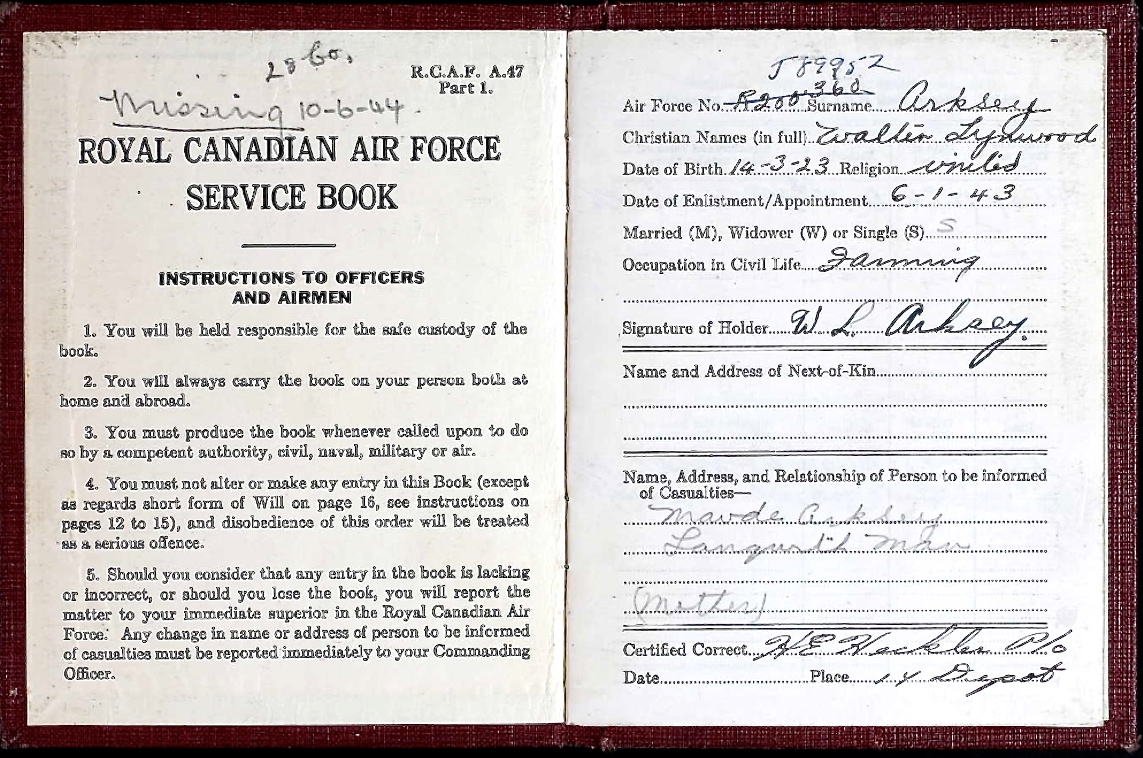 28 Co.
R.C.A.F. A.47
Part 1.
Missing 10-6-44.
ROYAL CANADIAN AIR FORCE
SERVICE BOOK
INSTRUCTIONS TO OFFICERS
AND AIRMEN
1. You will be held responsible for the safe custody of the
book.
2. You will always carry the book on your person both at
home and abroad.
3. You must produce the book whenever called upon to do
so by a competent authority, civil, naval, military or air.
4. You must not alter or make any entry in this Book (except
as regards short form of Will on page 16, see instructions on
pages 12 to 15), and disobedience of this order will be treated
as a serious offence.
5. Should you consider that any entry in the book is lacking
or incorrect, or should you lose the book, you will report the
matter to your immediate superior in the Royal Canadian Air
Force. Any change in name or address of person to be informed
of casualties must be reported immediately to your Commanding
Officer.
J 89952
Air Force No. R200360 Surname Arksey
Christian Names (in full) Walter Lynwood
Date of Birth 14-3-23 Religion United
Date of Enlistment/Appointment 6-1-43
Married (M), Widower (W) or Single (S) S
Occupation in Civil Life Farming
Signature of Holder W L Arksey.
Name and Address of Next-of-Kin
Name, Address, and Relationship of Person to be informed
of Casualties—
Maude Arksey
Langruth Man
(Mother)
Certified Correct H E P/O
Date Place 14 Depot